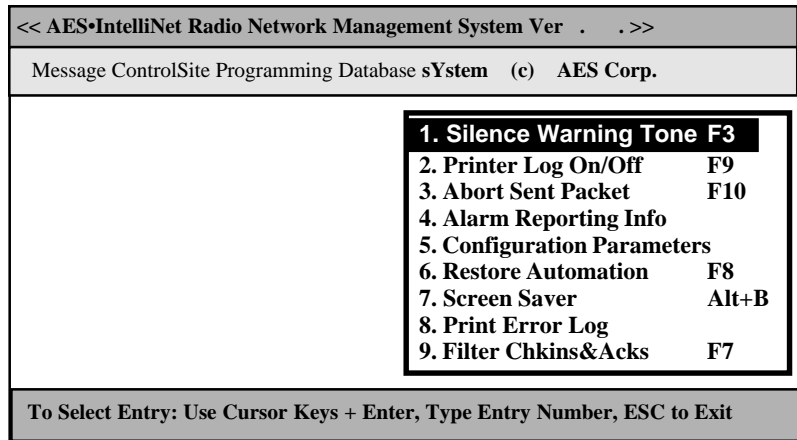 << AES•IntelliNet Radio Network Management System Ver . . >>
Message ControlSite Programming Database sYstem (c) AES Corp.
1. Silence Warning Tone F3
2. Printer Log On/Off F9
3. Abort Sent Packet F10
4. Alarm Reporting Info
5. Configuration Parameters
6. Restore Automation F8
7. Screen Saver Alt+B
8. Print Error Log
9. Filter Chkins&Acks F7
To Select Entry: Use Cursor Keys + Enter, Type Entry Number, ESC to Exit